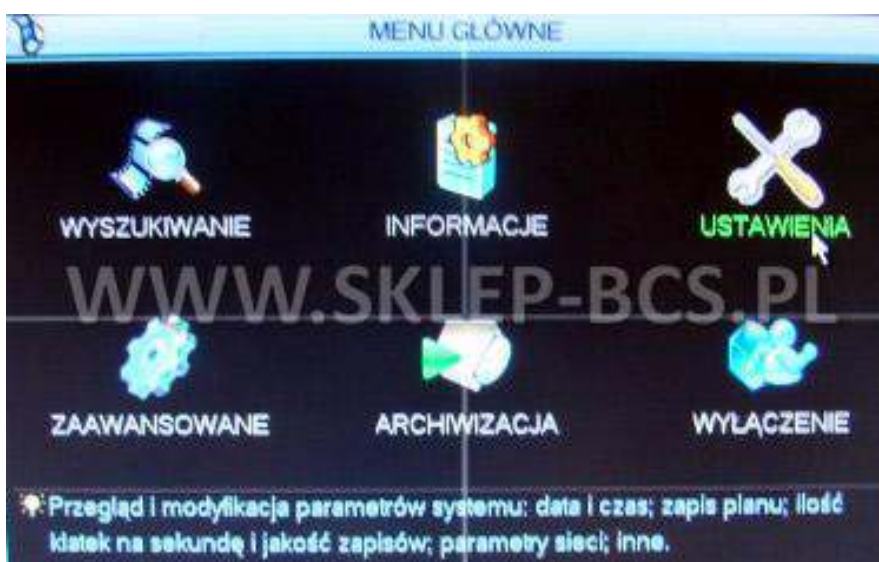 MENU GŁÓWNE
WYSZUKIWANIE INFORMACJE USTAWIENIA
WWW.SKLEP-BCS.PL
ZAAWANSOWANE ARCHIWIZACJA WYŁĄCZENIE
Przegląd i modyfikacja parametrów systemu: data i czas; zapis planu; ilość
klatek na sekundę i jakość zapisów; parametry sieci; inne.